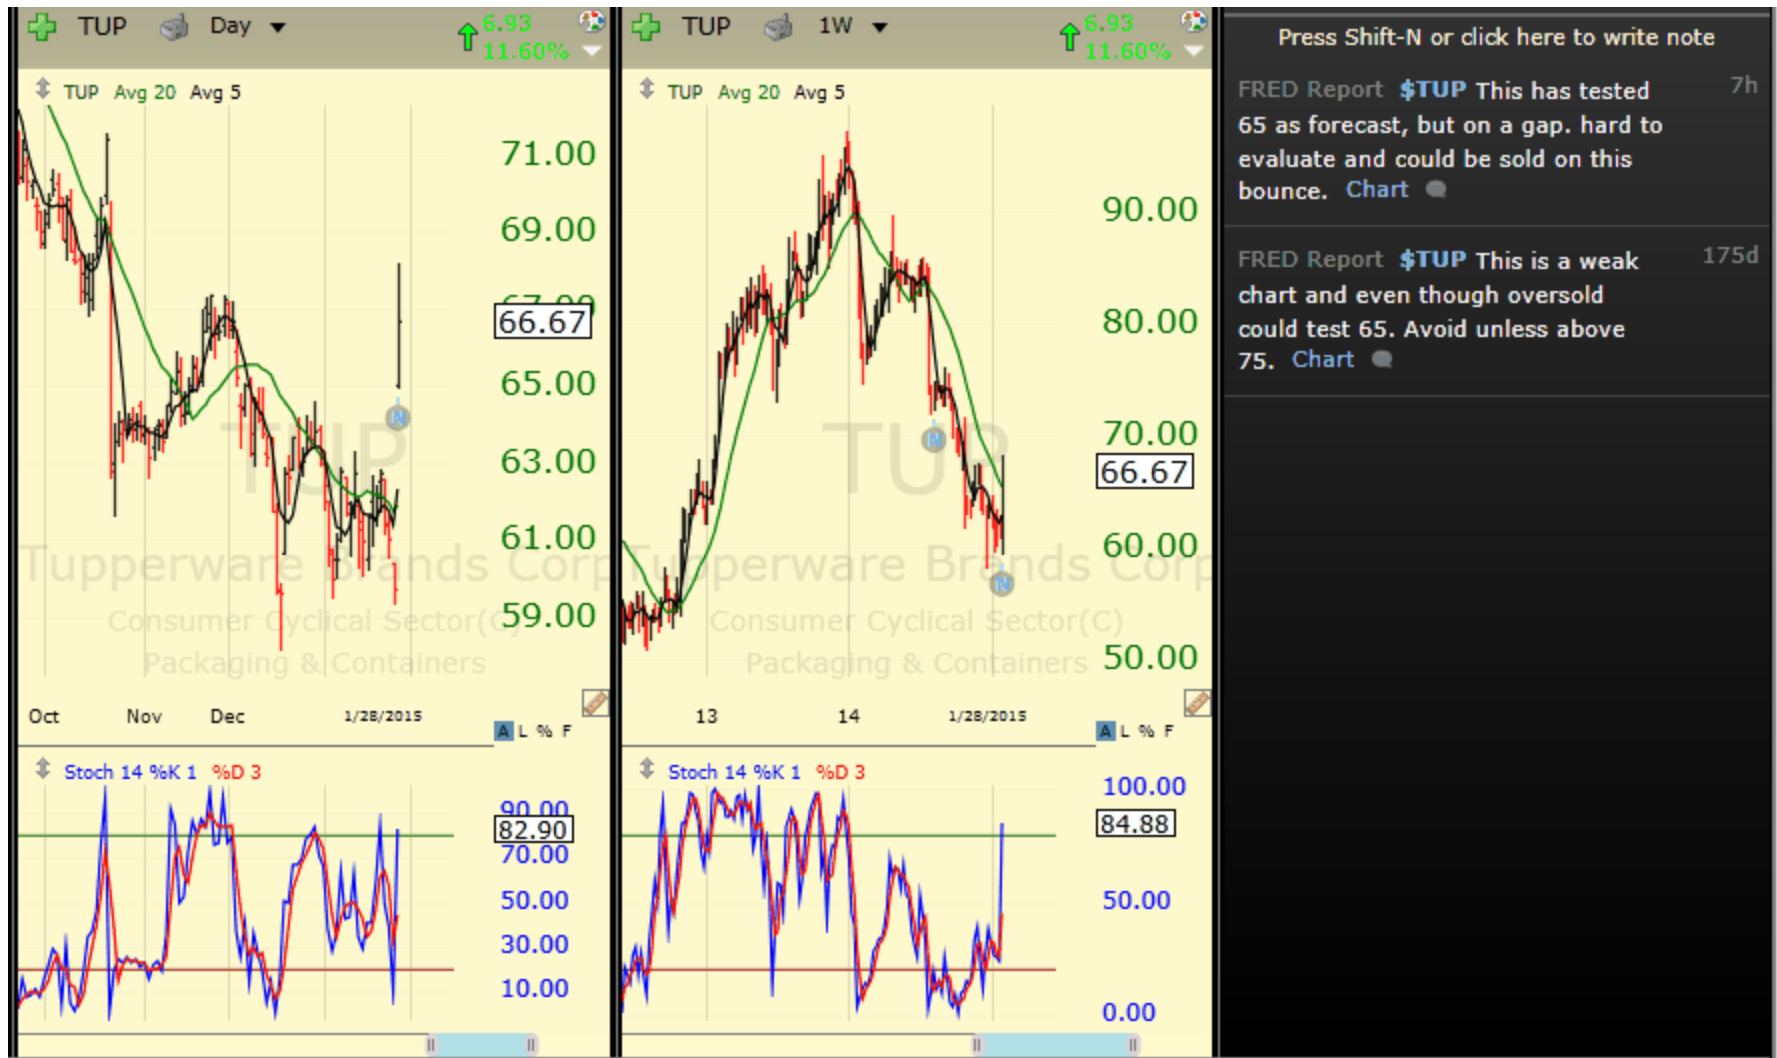 TUP Day 6.93
11.60%
TUP Avg 20 Avg 5
71.00
69.00
67.00
66.67
65.00
63.00
61.00
59.00
TUP
Tupperware Brands Corp
Consumer Cyclical Sector(C)
Packaging & Containers
N
Oct Nov Dec 1/28/2015
A L % F
Stoch 14 %K 1 %D 3
90.00
82.90
70.00
50.00
30.00
10.00
TUP 1W 6.93
11.60%
TUP Avg 20 Avg 5
90.00
80.00
70.00
66.67
60.00
50.00
TUP
Tupperware Brands Corp
Consumer Cyclical Sector(C)
Packaging & Containers
N
N
13 14 1/28/2015
A L % F
Stoch 14 %K 1 %D 3
100.00
84.88
50.00
0.00
Press Shift-N or click here to write note
FRED Report $TUP This has tested 7h
65 as forecast, but on a gap. hard to
evaluate and could be sold on this
bounce. Chart
FRED Report $TUP This is a weak 175d
chart and even though oversold
could test 65. Avoid unless above
75. Chart